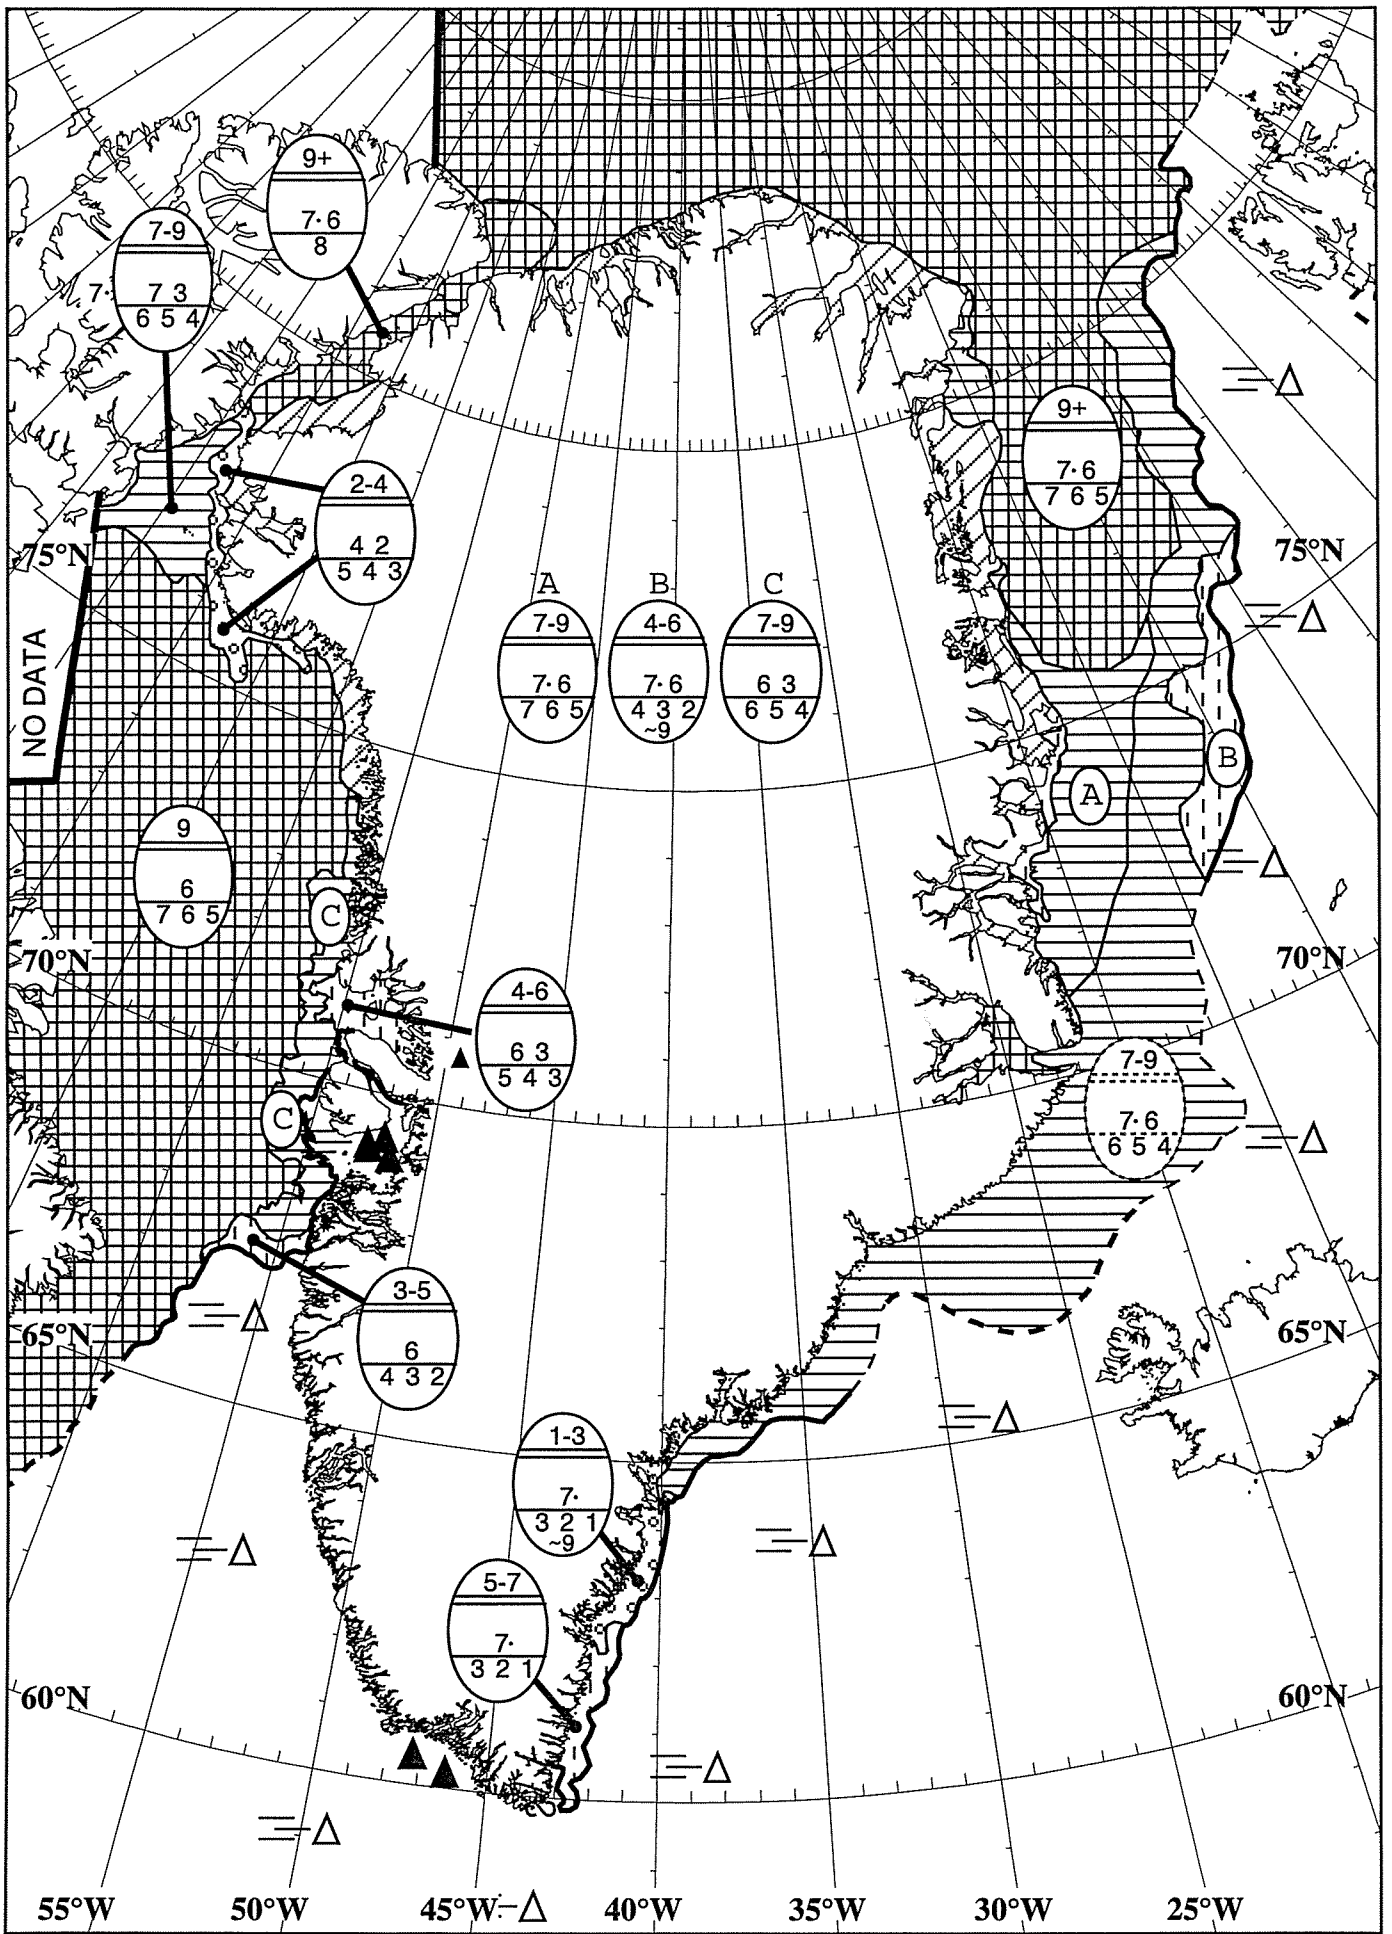 9+
7• 6
8
7-9
7•
7 3
6 5 4
9+
7• 6
7 6 5
2-4
4 2
5 4 3
75°N
75°N
A B C
7-9 4-6 7-9
7• 6 7• 6 6 3
7 6 5 4 3 2 6 5 4
~9
NO DATA
B
A
9
6
7 6 5
C
70°N
70°N
4-6
6 3
5 4 3
7-9
7• 6
6 5 4
C
3-5
6
4 3 2
65°N
65°N
1-3
7•
3 2 1
~9
5-7
7•
3 2 1
60°N
60°N
55°W 50°W 45°W 40°W 35°W 30°W 25°W